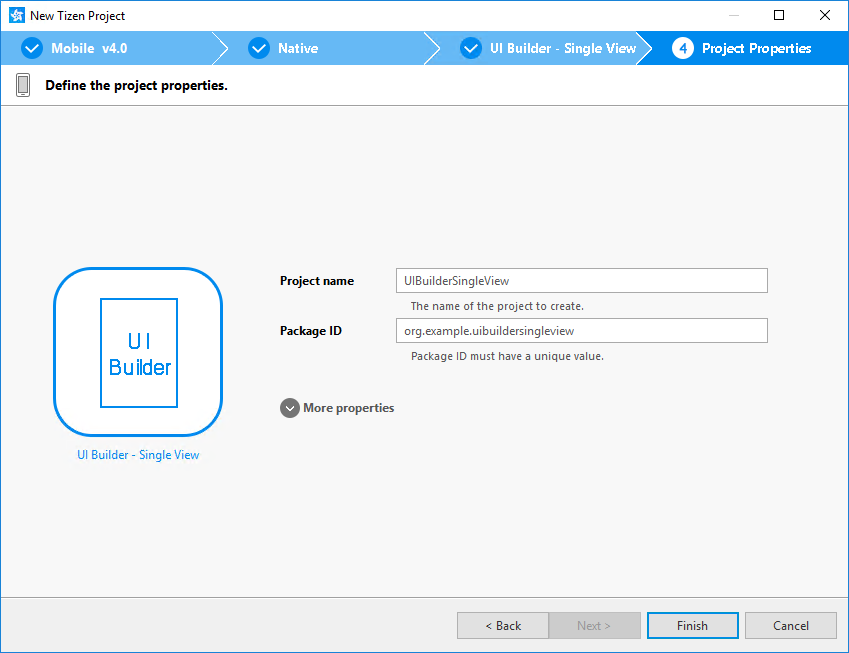 New Tizen Project
Mobile v4.0
Native
UI Builder - Single View
4 Project Properties
Define the project properties.
UI
Builder
UI Builder - Single View
Project name
UIBuilderSingleView
The name of the project to create.
Package ID
org.example.uibuildersingleview
Package ID must have a unique value.
More properties
< Back
Next >
Finish
Cancel